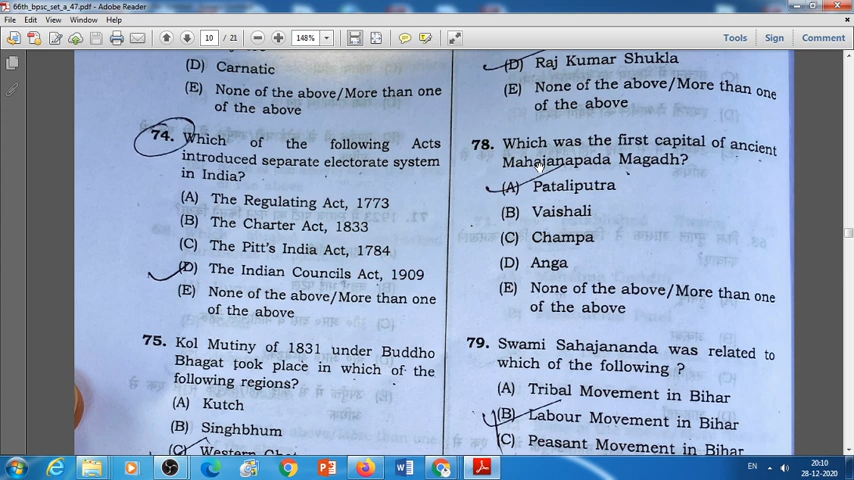 66th_bpsc_set_a_47.pdf - Adobe Reader
File Edit View Window Help
10 / 21
148%
Tools
Sign
Comment
(D) Carnatic
(E) None of the above/More than one
of the above
74. Which of the following Acts
introduced separate electorate system
in India?
(A) The Regulating Act, 1773
(B) The Charter Act, 1833
(C) The Pitt's India Act, 1784
(D) The Indian Councils Act, 1909
(E) None of the above/More than one
of the above
75. Kol Mutiny of 1831 under Buddho
Bhagat took place in which of the
following regions?
(A) Kutch
(B) Singhbhum
(C) Western
(D) Raj Kumar Shukla
(E) None of the above/More than one
of the above
78. Which was the first capital of ancient
Mahajanapada Magadh?
(A) Pataliputra
(B) Vaishali
(C) Champa
(D) Anga
(E) None of the above/More than one
of the above
79. Swami Sahajananda was related to
which of the following ?
(A) Tribal Movement in Bihar
(B) Labour Movement in Bihar
(C) Peasant Movement in Bihar
EN
20:10
28-12-2020